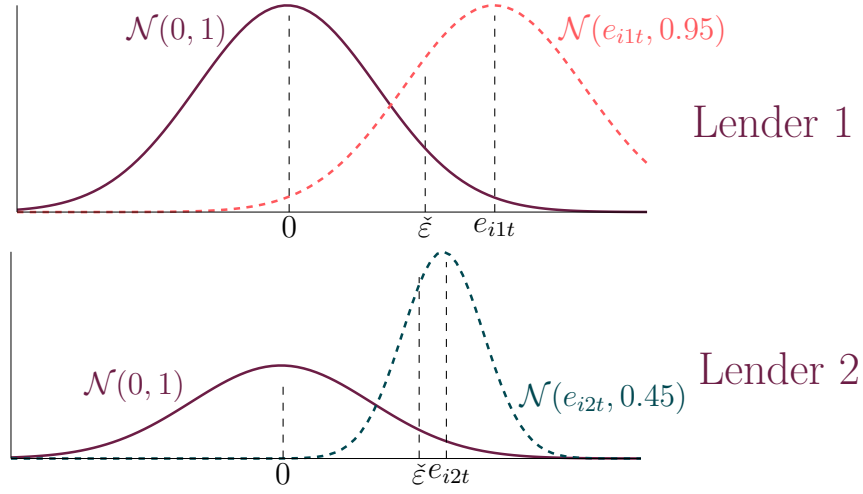 𝒩(0, 1)
𝒩(e_{i1t}, 0.95)
Lender 1
0
ε̌
e_{i1t}
𝒩(0, 1)
𝒩(e_{i2t}, 0.45)
Lender 2
0
ε̌
e_{i2t}